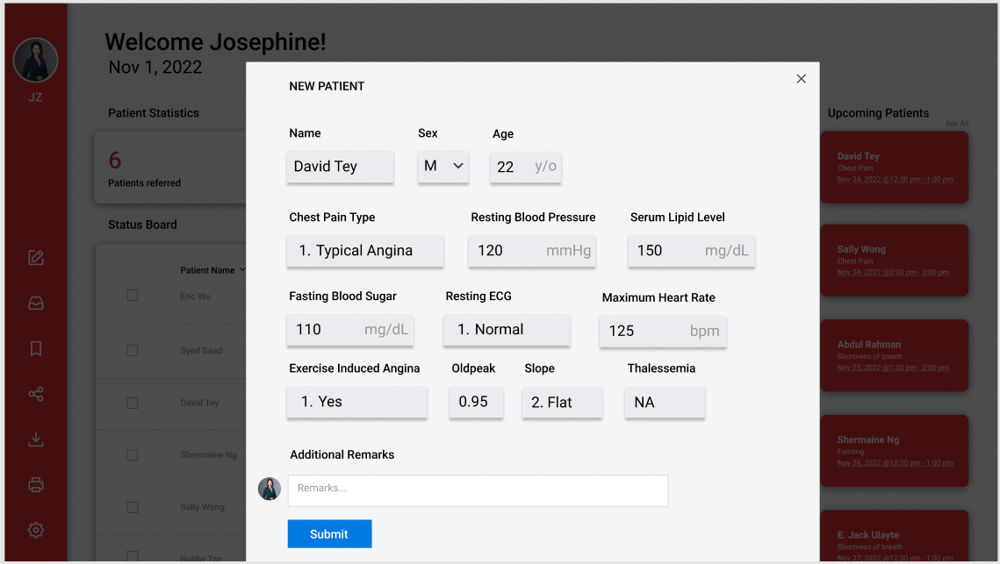 Welcome Josephine!
Nov 1, 2022
JZ
Patient Statistics
6
Patients referred
Status Board
Patient Name
Eric Wu
Syed Saad
David Tey
Shermaine Ng
Sally Wong
Bobby Tan
NEW PATIENT
Name Sex Age
David Tey M 22 y/o
Chest Pain Type Resting Blood Pressure Serum Lipid Level
1. Typical Angina 120 mmHg 150 mg/dL
Fasting Blood Sugar Resting ECG Maximum Heart Rate
110 mg/dL 1. Normal 125 bpm
Exercise Induced Angina Oldpeak Slope Thalessemia
1. Yes 0.95 2. Flat NA
Additional Remarks
Remarks...
Submit
Upcoming Patients
See All
David Tey
Chest Pain
Nov 24, 2022 @12:30 pm - 1:00 pm
Sally Wong
Chest Pain
Nov 24, 2022 @2:30 pm - 3:00 pm
Abdul Rahman
Shortness of breath
Nov 25, 2022 @1:30 pm - 2:00 pm
Shermaine Ng
Fainting
Nov 26, 2022 @12:30 pm - 1:00 pm
E. Jack Ulayte
Shortness of breath
Nov 27, 2022 @12:30 pm - 1:00 pm